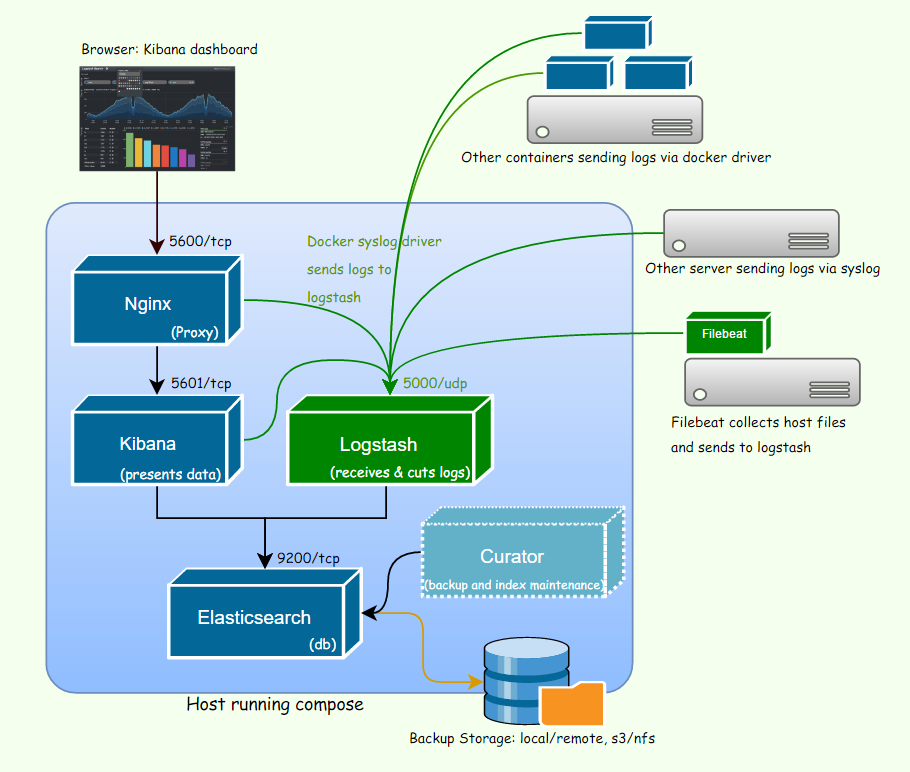 Browser: Kibana dashboard
Other containers sending logs via docker driver
5600/tcp
Docker syslog driver
sends logs to
logstash
Other server sending logs via syslog
Nginx
(Proxy)
Filebeat
5601/tcp
5000/udp
Filebeat collects host files
and sends to logstash
Kibana
(presents data)
Logstash
(receives & cuts logs)
9200/tcp
Curator
(backup and index maintenance)
Elasticsearch
(db)
Host running compose
Backup Storage: local/remote, s3/nfs